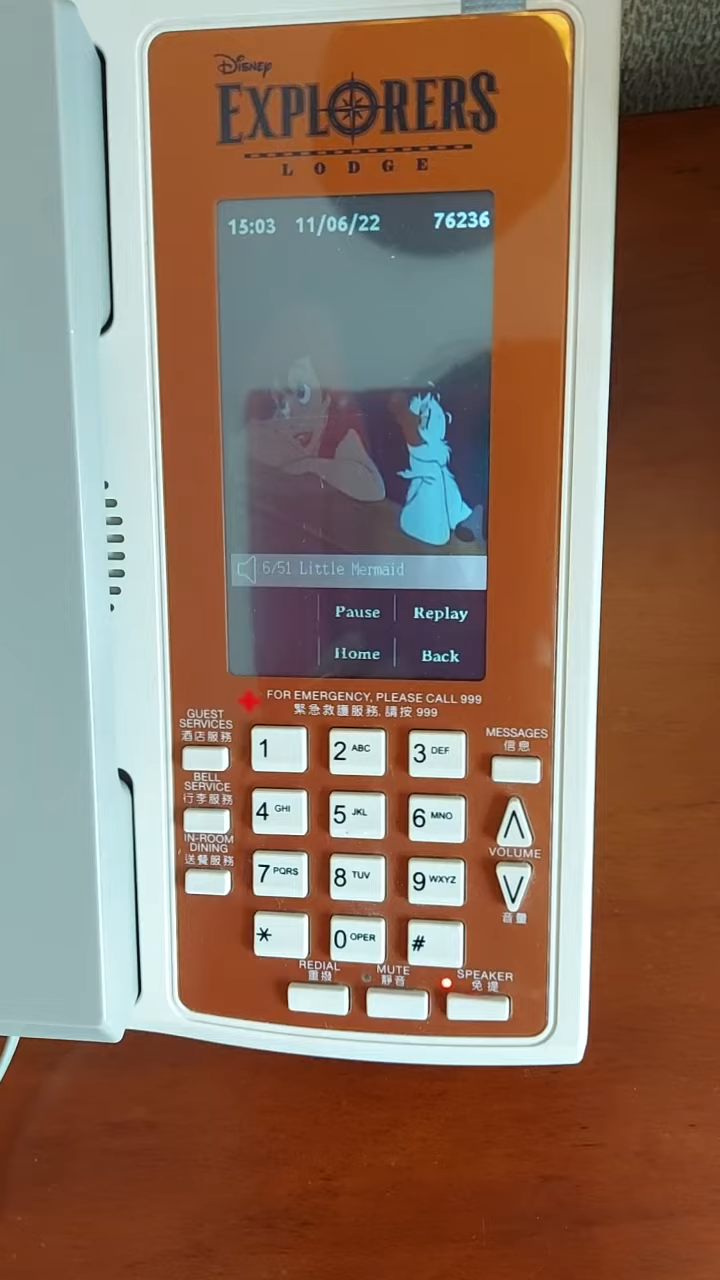 Disney
EXPLORERS
LODGE
15:03 11/06/22 76236
6/51 Little Mermaid
Pause Replay
Home Back
FOR EMERGENCY, PLEASE CALL 999
緊急救護服務, 請按 999
GUEST
SERVICES
酒店服務
BELL
SERVICE
行李服務
IN-ROOM
DINING
送餐服務
1
2 ABC
3 DEF
4 GHI
5 JKL
6 MNO
7 PQRS
8 TUV
9 WXYZ
*
0 OPER
#
MESSAGES
信息
VOLUME
音量
REDIAL
重撥
MUTE
靜音
SPEAKER
免提